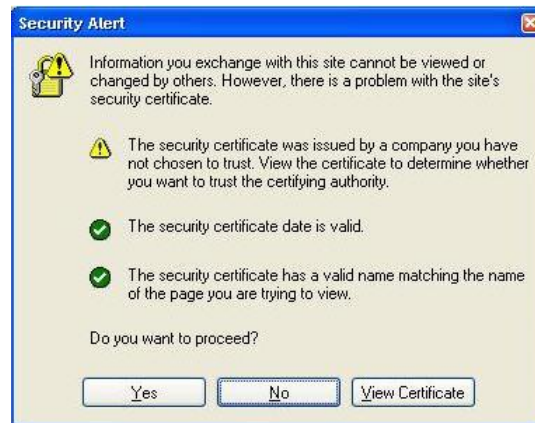 Security Alert
Information you exchange with this site cannot be viewed or
changed by others. However, there is a problem with the site's
security certificate.
The security certificate was issued by a company you have
not chosen to trust. View the certificate to determine whether
you want to trust the certifying authority.
The security certificate date is valid.
The security certificate has a valid name matching the name
of the page you are trying to view.
Do you want to proceed?
Yes No View Certificate